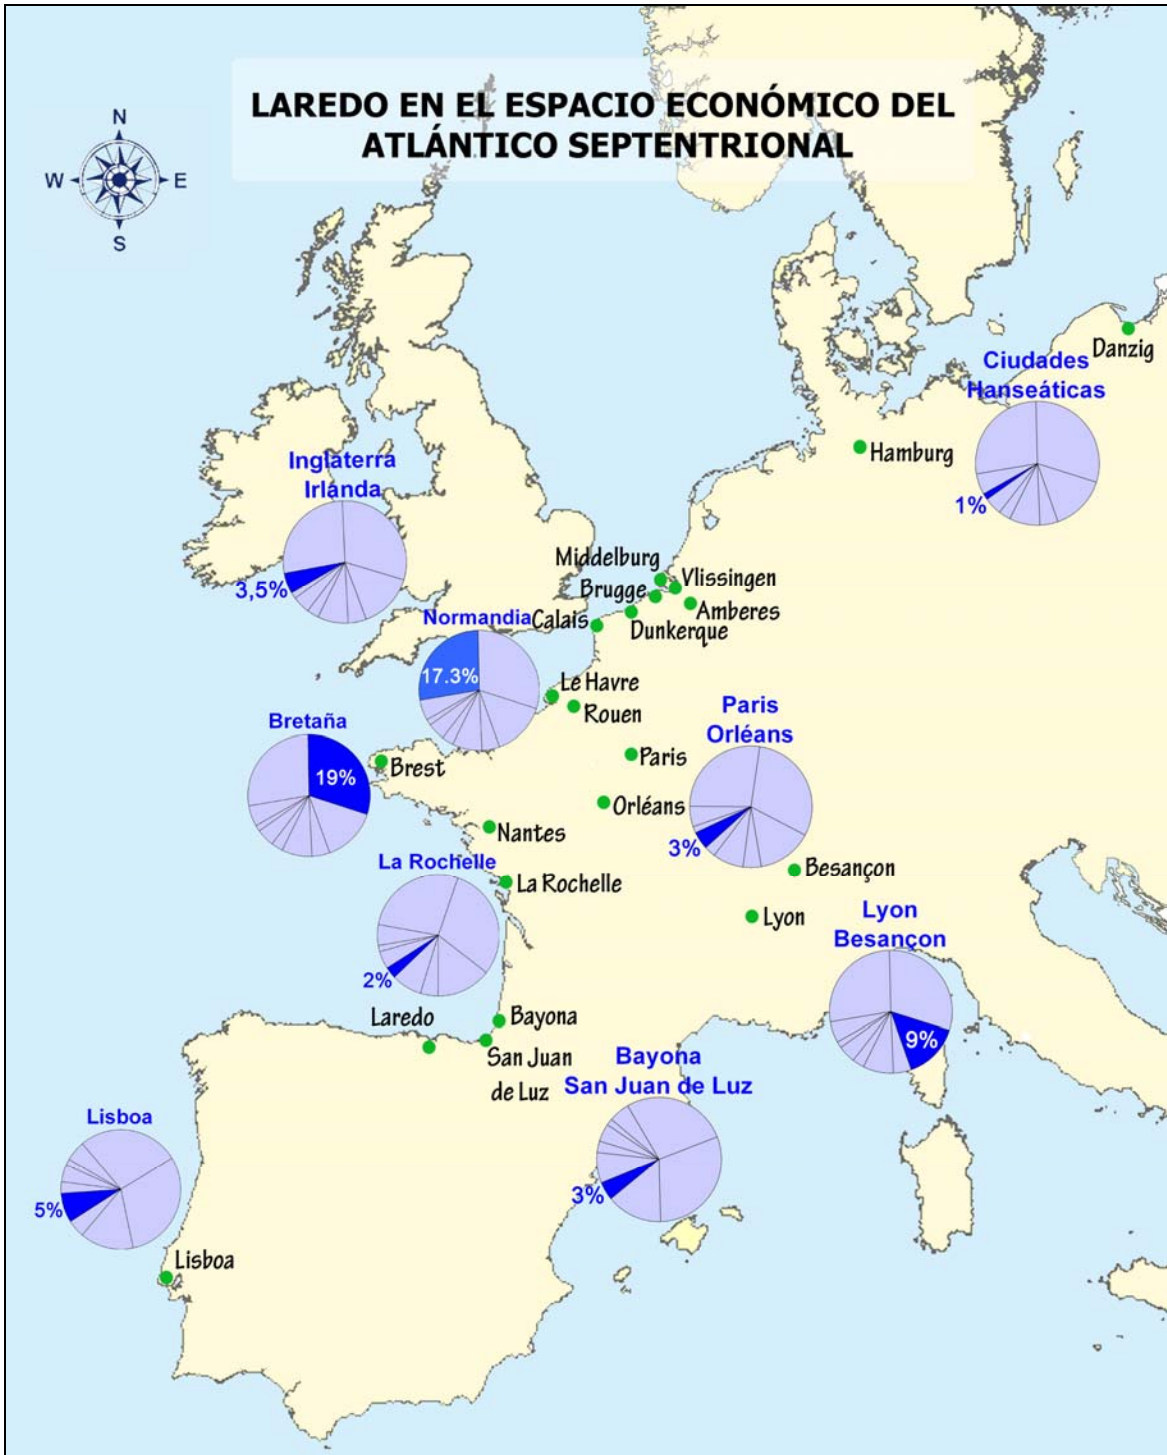 LAREDO EN EL ESPACIO ECONÓMICO DEL
ATLÁNTICO SEPTENTRIONAL
N
W
E
S
Danzig
Ciudades
Hanseáticas
1%
Hamburg
Inglaterra
Irlanda
3,5%
Middelburg
Vlissingen
Brugge
Amberes
Calais
Dunkerque
Normandia
17.3%
Le Havre
Rouen
Bretaña
19%
Brest
Paris
Orléans
3%
Paris
Orléans
Nantes
La Rochelle
2%
La Rochelle
Besançon
Lyon
Lyon
Besançon
9%
Laredo
Bayona
San Juan
de Luz
Bayona
San Juan de Luz
3%
Lisboa
5%
Lisboa